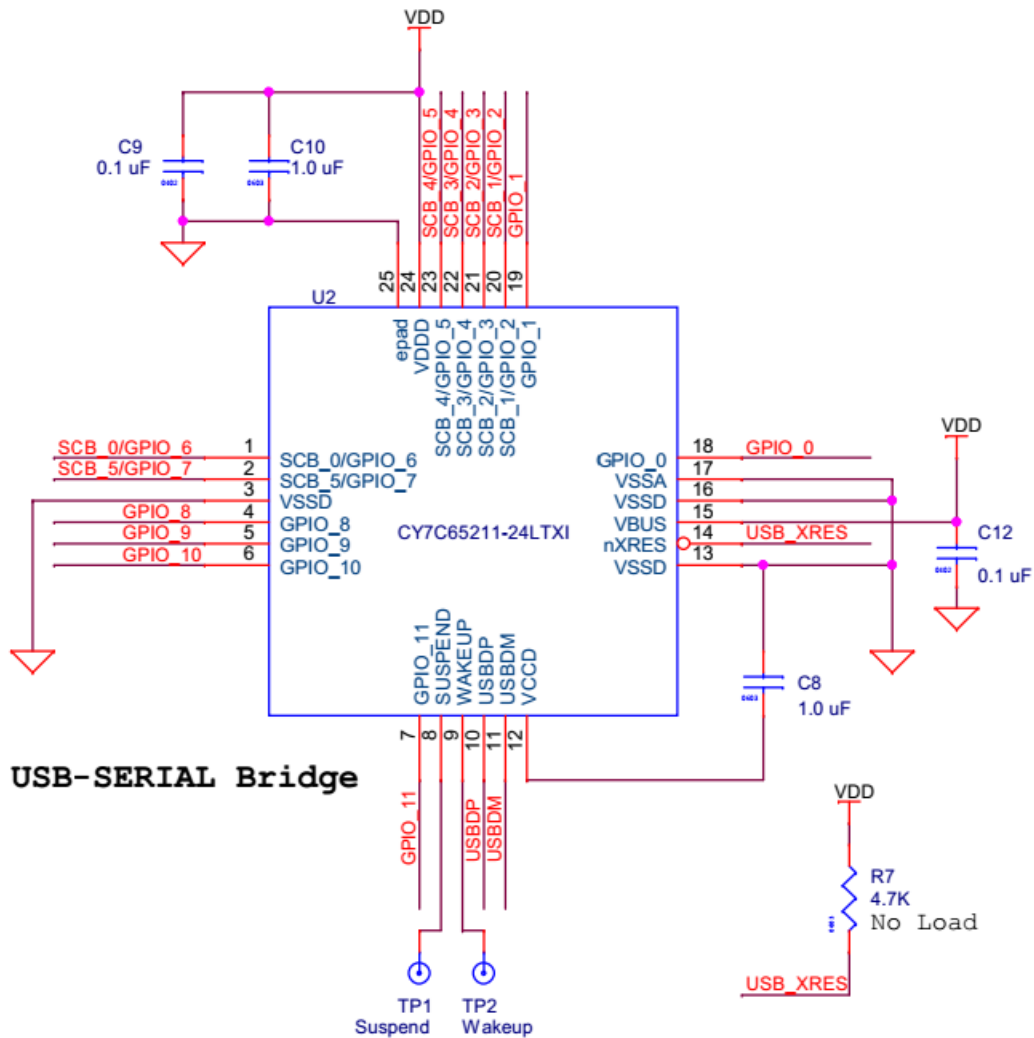 VDD
C9
0.1 uF
0402
C10
1.0 uF
0603
SCB_4/GPIO_5
SCB_3/GPIO_4
SCB_2/GPIO_3
SCB_1/GPIO_2
GPIO_1
25
24
23
22
21
20
19
U2
epad
VDDD
SCB_4/GPIO_5
SCB_3/GPIO_4
SCB_2/GPIO_3
SCB_1/GPIO_2
GPIO_1
SCB_0/GPIO_6
1
SCB_0/GPIO_6
SCB_5/GPIO_7
2
SCB_5/GPIO_7
3
VSSD
GPIO_8
4
GPIO_8
GPIO_9
5
GPIO_9
GPIO_10
6
GPIO_10
CY7C65211-24LTXI
GPIO_0
18
GPIO_0
VSSA
17
VSSD
16
VBUS
15
nXRES
14
USB_XRES
VSSD
13
VDD
C12
0402
0.1 uF
GPIO_11
SUSPEND
WAKEUP
USBDP
USBDM
VCCD
7
8
9
10
11
12
C8
0603
1.0 uF
USB-SERIAL Bridge
GPIO_11
USBDP
USBDM
TP1
Suspend
TP2
Wakeup
VDD
R7
4.7K
No Load
USB_XRES